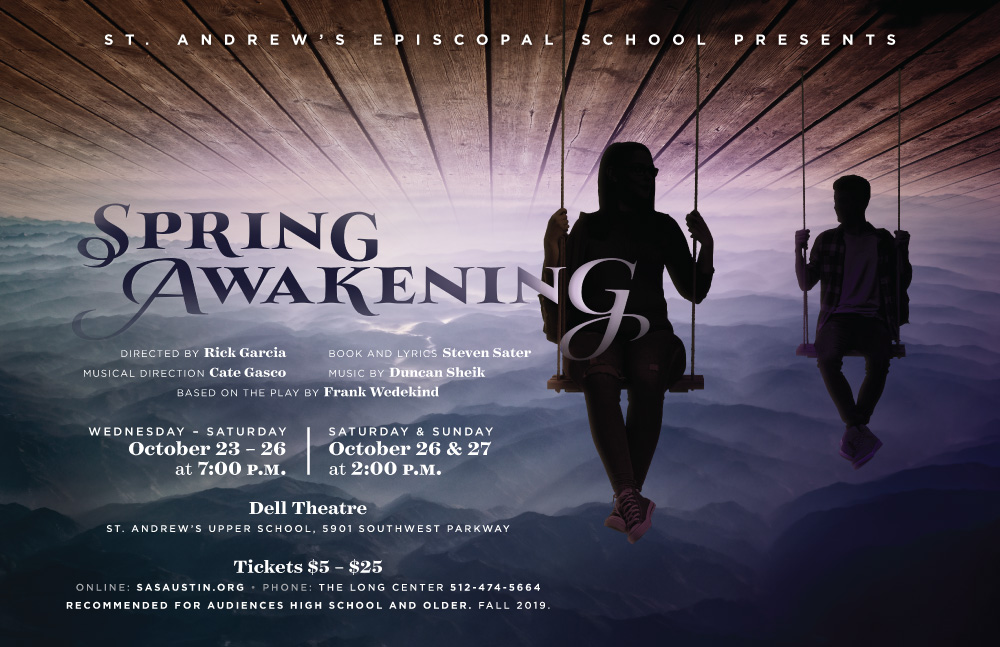 ST. ANDREW'S EPISCOPAL SCHOOL PRESENTS
SPRING
AWAKENING
DIRECTED BY Rick Garcia
MUSICAL DIRECTION Cate Gasco
BOOK AND LYRICS Steven Sater
MUSIC BY Duncan Sheik
BASED ON THE PLAY BY Frank Wedekind
WEDNESDAY – SATURDAY
October 23 – 26
at 7:00 P.M.
SATURDAY & SUNDAY
October 26 & 27
at 2:00 P.M.
Dell Theatre
ST. ANDREW'S UPPER SCHOOL, 5901 SOUTHWEST PARKWAY
Tickets $5 – $25
ONLINE: SASAUSTIN.ORG • PHONE: THE LONG CENTER 512-474-5664
RECOMMENDED FOR AUDIENCES HIGH SCHOOL AND OLDER. FALL 2019.